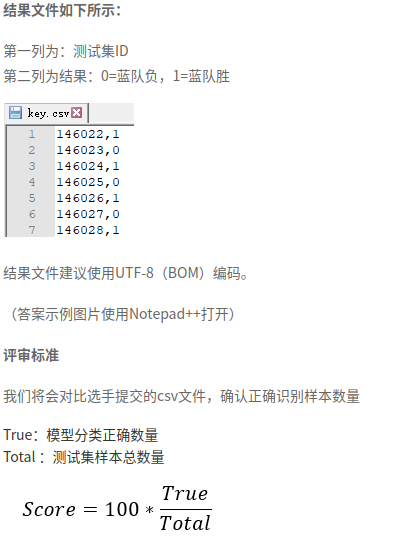 结果文件如下所示：
第一列为：测试集ID
第二列为结果：0=蓝队负，1=蓝队胜
key.csv
1 146022,1
2 146023,0
3 146024,1
4 146025,0
5 146026,1
6 146027,0
7 146028,1
结果文件建议使用UTF-8（BOM）编码。
（答案示例图片使用Notepad++打开）
评审标准
我们将会对比选手提交的csv文件，确认正确识别样本数量
True：模型分类正确数量
Total ：测试集样本总数量
Score = 100 * True / Total